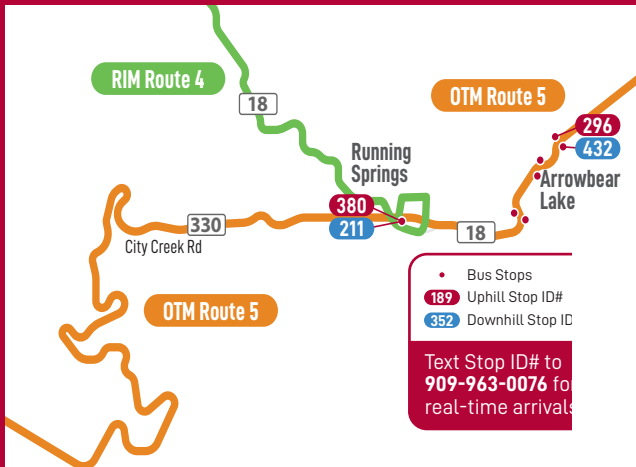 RIM Route 4
18
OTM Route 5
296
432
Running
Springs
Arrowbear
Lake
380
211
330
18
City Creek Rd
OTM Route 5
Bus Stops
189 Uphill Stop ID#
352 Downhill Stop ID
Text Stop ID# to
909-963-0076 for
real-time arrivals